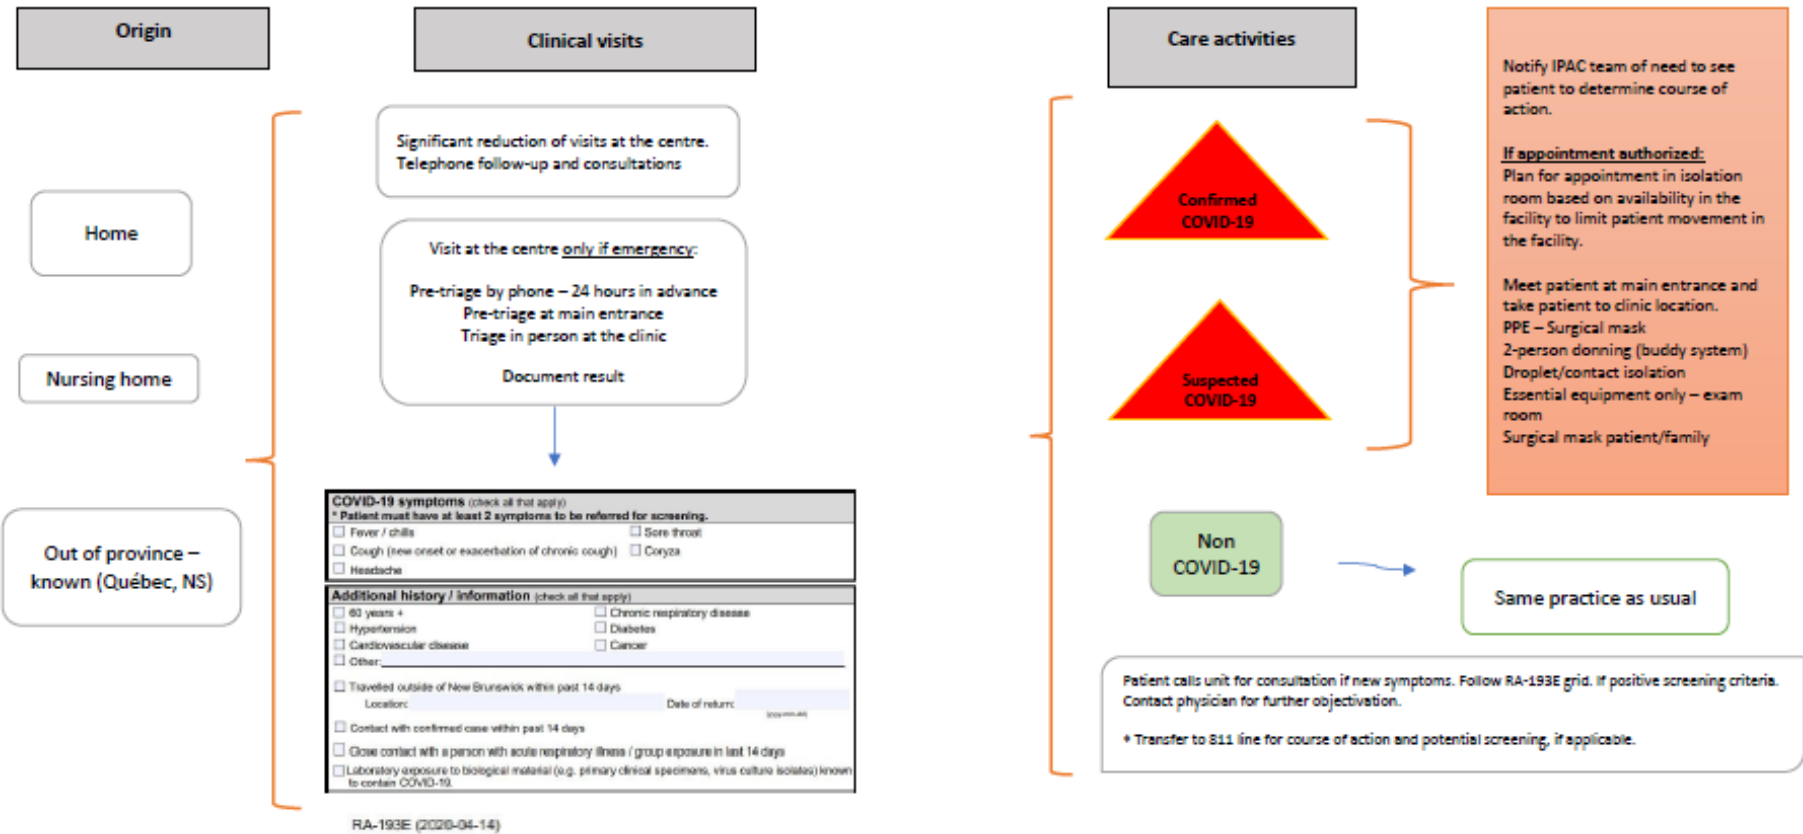 Origin
Clinical visits
Care activities
Home
Nursing home
Out of province –
known (Québec, NS)
Significant reduction of visits at the centre.
Telephone follow-up and consultations
Visit at the centre only if emergency:
Pre-triage by phone – 24 hours in advance
Pre-triage at main entrance
Triage in person at the clinic
Document result
COVID-19 symptoms (check all that apply)
* Patient must have at least 2 symptoms to be referred for screening.
Fever / chills
Sore throat
Cough (new onset or exacerbation of chronic cough)
Coryza
Headache
Additional history / information (check all that apply)
60 years +
Chronic respiratory disease
Hypertension
Diabetes
Cardiovascular disease
Cancer
Other:
Travelled outside of New Brunswick within past 14 days
Location:
Date of return:
Contact with confirmed case within past 14 days
Close contact with a person with acute respiratory illness / group exposure in last 14 days
Laboratory exposure to biological material (e.g. primary clinical specimens, virus culture isolates) known
to contain COVID-19.
RA-193E (2020-04-14)
Confirmed
COVID-19
Suspected
COVID-19
Non
COVID-19
Same practice as usual
Notify IPAC team of need to see
patient to determine course of
action.
If appointment authorized:
Plan for appointment in isolation
room based on availability in the
facility to limit patient movement in
the facility.
Meet patient at main entrance and
take patient to clinic location.
PPE – Surgical mask
2-person donning (buddy system)
Droplet/contact isolation
Essential equipment only – exam
room
Surgical mask patient/family
Patient calls unit for consultation if new symptoms. Follow RA-193E grid. If positive screening criteria.
Contact physician for further objectivation.
* Transfer to 811 line for course of action and potential screening, if applicable.